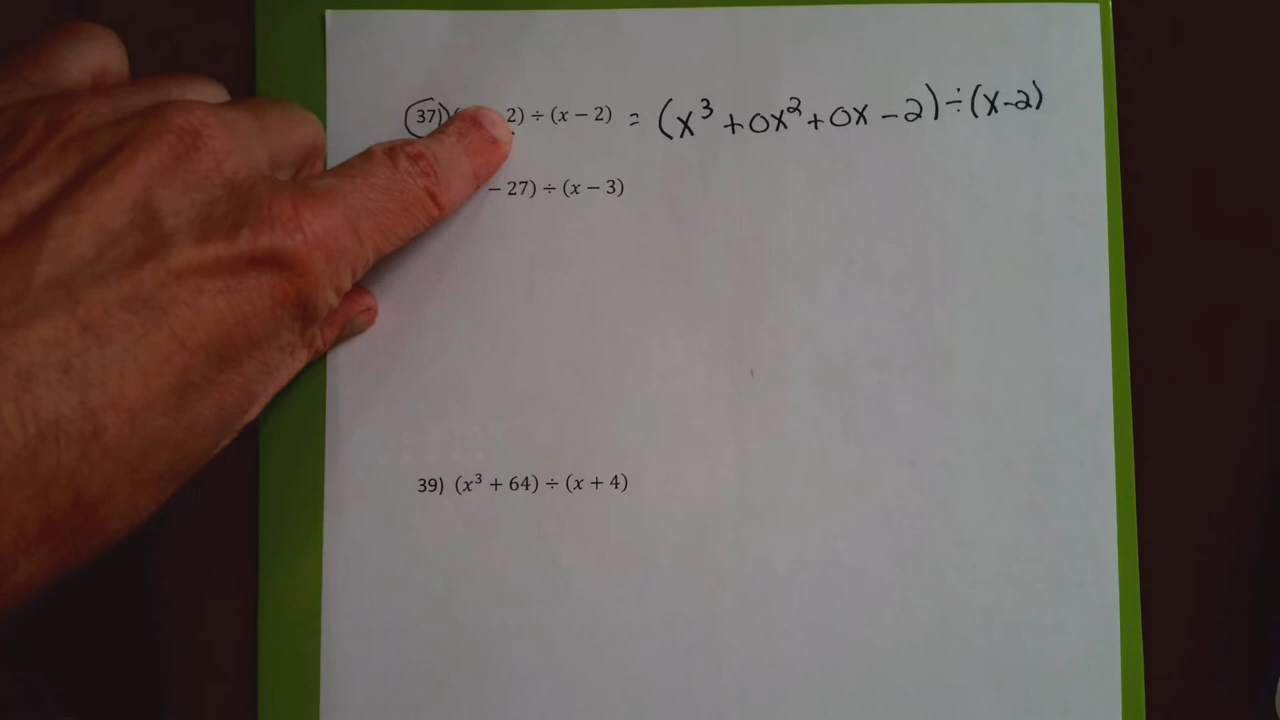 37) ( 2) ÷ (x − 2) = (x³ + 0x² + 0x − 2) ÷ (x − 2)
− 27) ÷ (x − 3)
39) (x³ + 64) ÷ (x + 4)